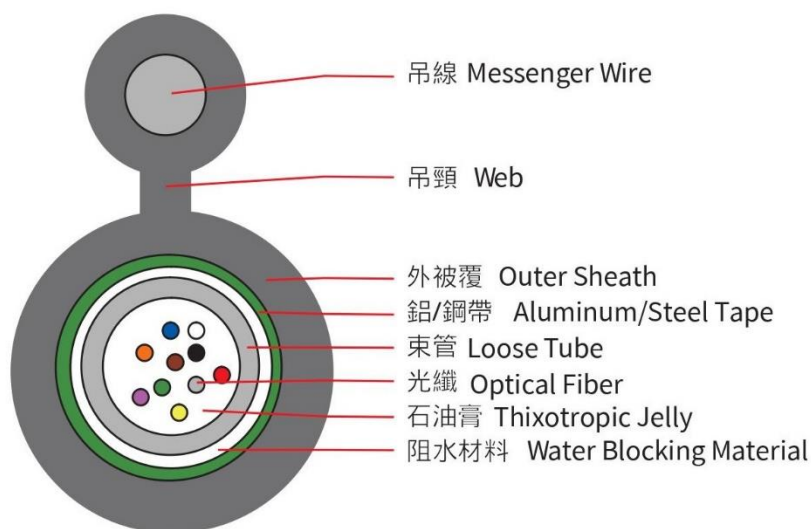 吊線 Messenger Wire
吊頸 Web
外被覆 Outer Sheath
鋁/鋼帶 Aluminum/Steel Tape
束管 Loose Tube
光纖 Optical Fiber
石油膏 Thixotropic Jelly
阻水材料 Water Blocking Material